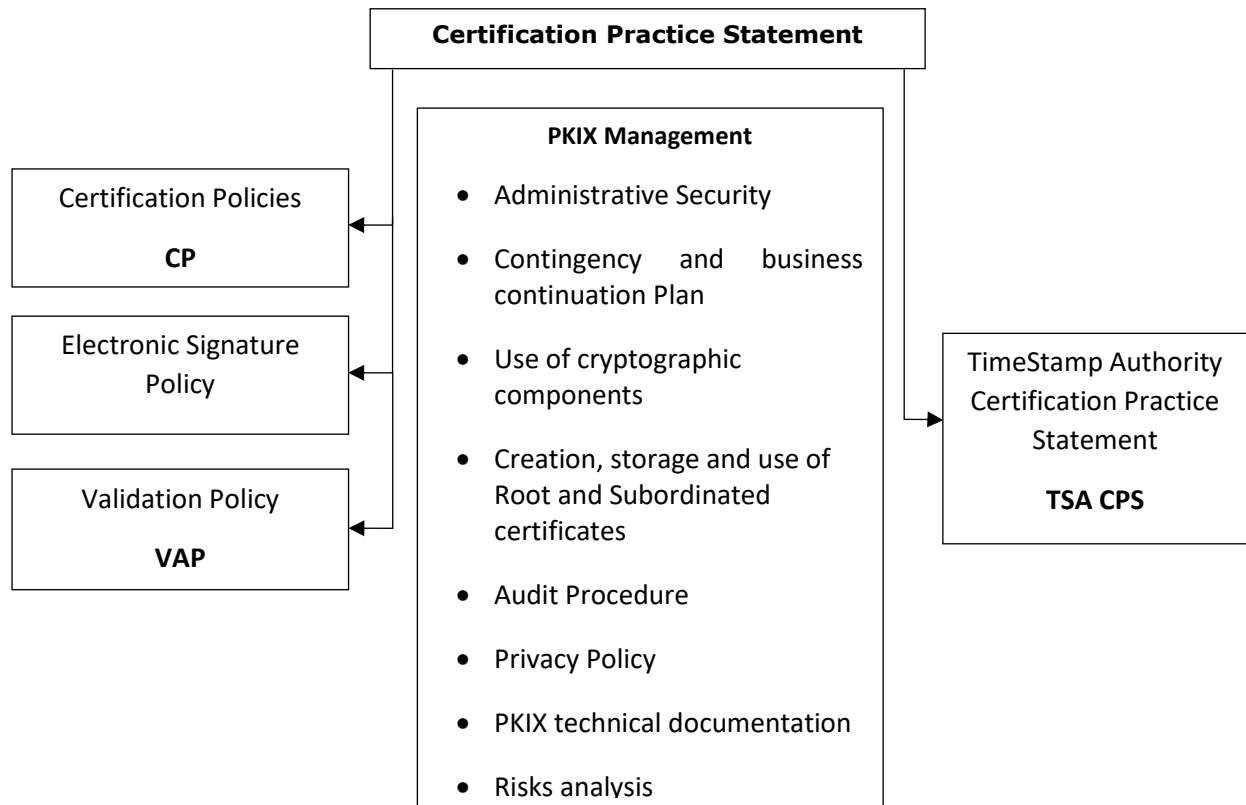 Certification Practice Statement
Certification Policies
CP
Electronic Signature
Policy
Validation Policy
VAP
PKIX Management
• Administrative Security
• Contingency and business
continuation Plan
• Use of cryptographic
components
• Creation, storage and use of
Root and Subordinated
certificates
• Audit Procedure
• Privacy Policy
• PKIX technical documentation
• Risks analysis
TimeStamp Authority
Certification Practice
Statement
TSA CPS